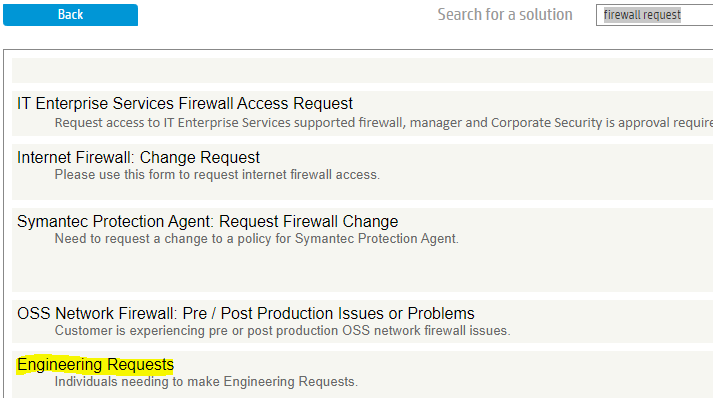 Back
Search for a solution
firewall request
IT Enterprise Services Firewall Access Request
Request access to IT Enterprise Services supported firewall, manager and Corporate Security is approval require
Internet Firewall: Change Request
Please use this form to request internet firewall access.
Symantec Protection Agent: Request Firewall Change
Need to request a change to a policy for Symantec Protection Agent.
OSS Network Firewall: Pre / Post Production Issues or Problems
Customer is experiencing pre or post production OSS network firewall issues.
Engineering Requests
Individuals needing to make Engineering Requests.